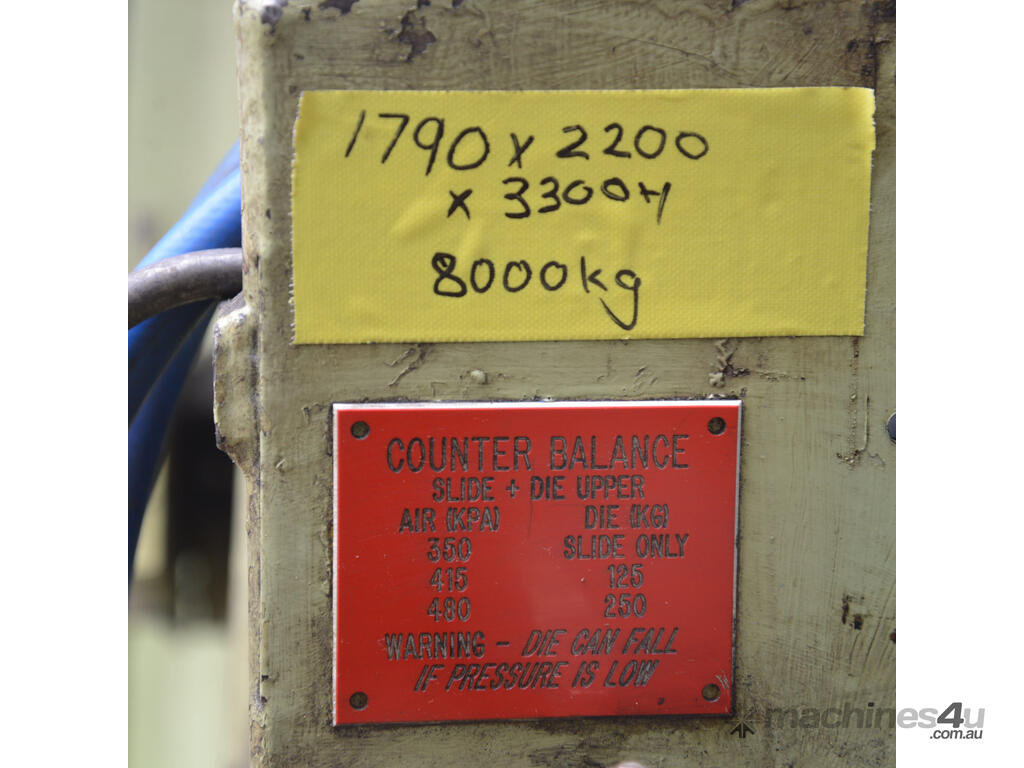 1790 x 2200
x 3300H
8000kg
COUNTER BALANCE
SLIDE + DIE UPPER
AIR (KPA) DIE (KG)
350 SLIDE ONLY
415 125
480 250
WARNING - DIE CAN FALL
IF PRESSURE IS LOW
machines4u
.com.au